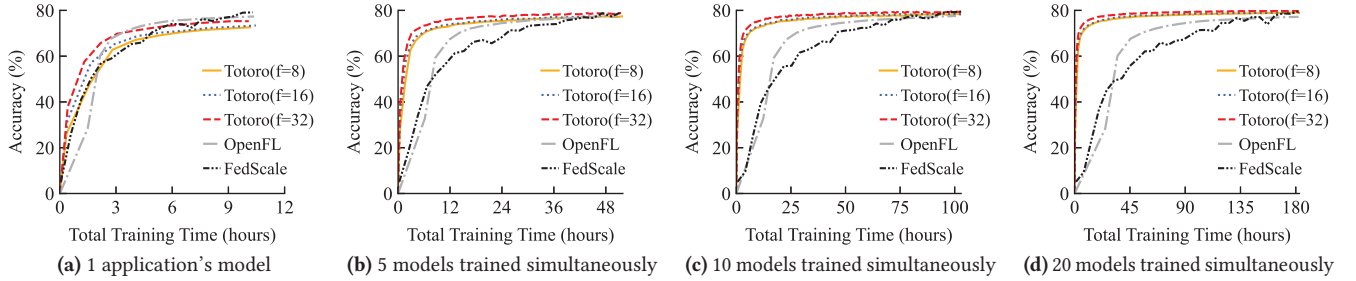 80
60
40
20
0
Accuracy (%)
Totoro(f=8)
Totoro(f=16)
Totoro(f=32)
OpenFL
FedScale
0 3 6 9 12
Total Training Time (hours)
(a) 1 application's model
80
60
40
20
0
Accuracy (%)
Totoro(f=8)
Totoro(f=16)
Totoro(f=32)
OpenFL
FedScale
0 12 24 36 48
Total Training Time (hours)
(b) 5 models trained simultaneously
80
60
40
20
0
Accuracy (%)
Totoro(f=8)
Totoro(f=16)
Totoro(f=32)
OpenFL
FedScale
0 25 50 75 100
Total Training Time (hours)
(c) 10 models trained simultaneously
80
60
40
20
0
Accuracy (%)
Totoro(f=8)
Totoro(f=16)
Totoro(f=32)
OpenFL
FedScale
0 45 90 135 180
Total Training Time (hours)
(d) 20 models trained simultaneously